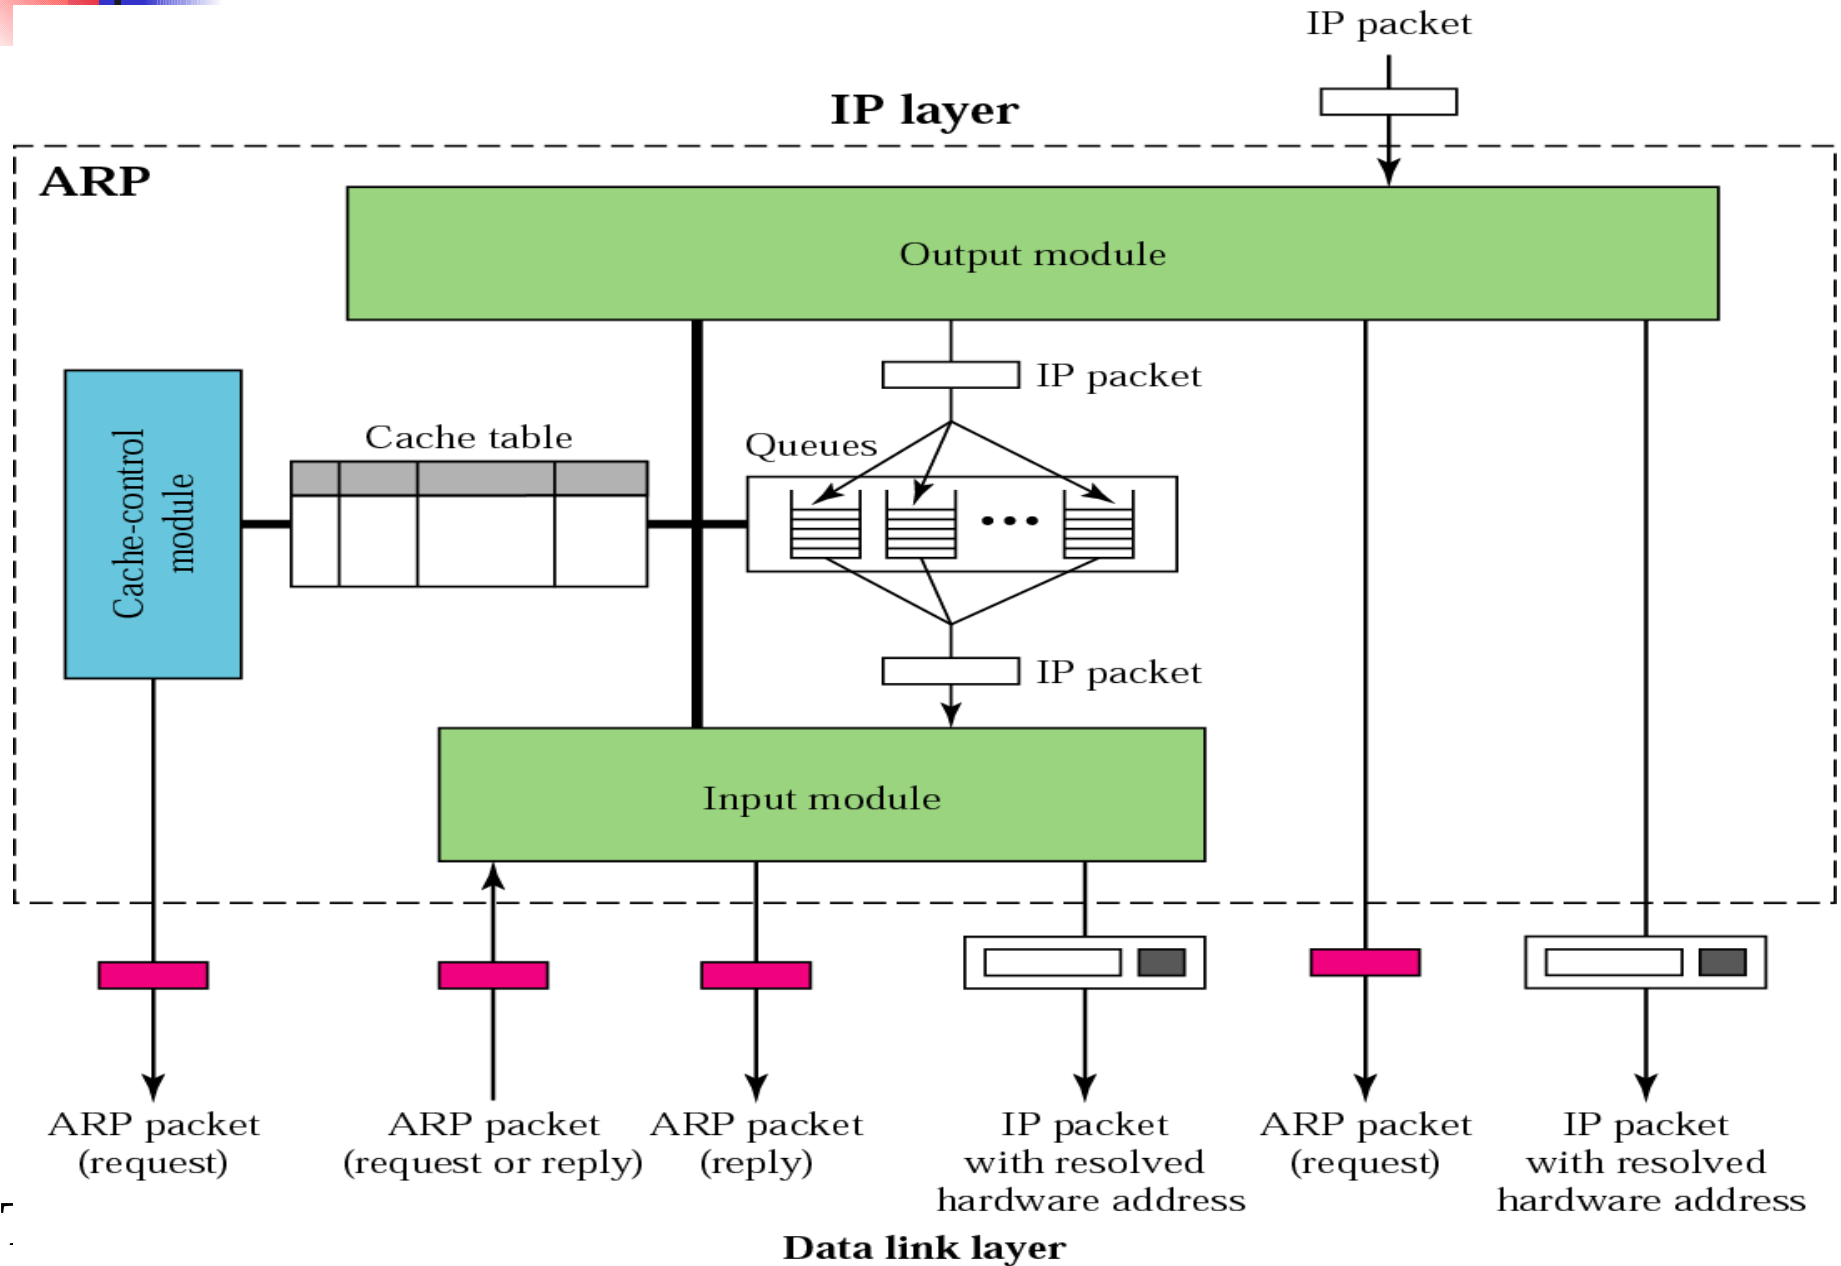 IP packet
IP layer
ARP
Output module
IP packet
Cache table
Queues
Cache-control
module
IP packet
Input module
ARP packet
(request)
ARP packet
(request or reply)
ARP packet
(reply)
IP packet
with resolved
hardware address
ARP packet
(request)
IP packet
with resolved
hardware address
Data link layer